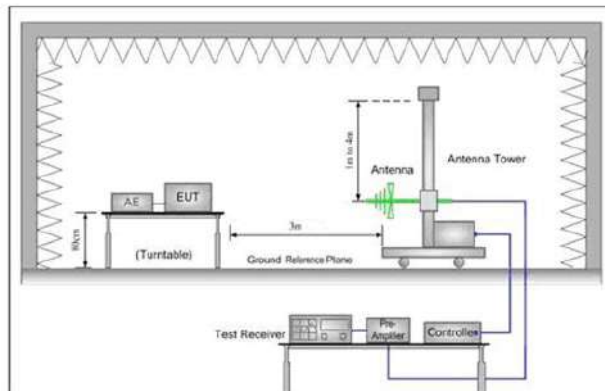 1m to 4m
Antenna
Antenna Tower
AE
EUT
80cm
(Turntable)
3m
Ground Reference Plane
Test Receiver
Pre-
Amplifier
Controller